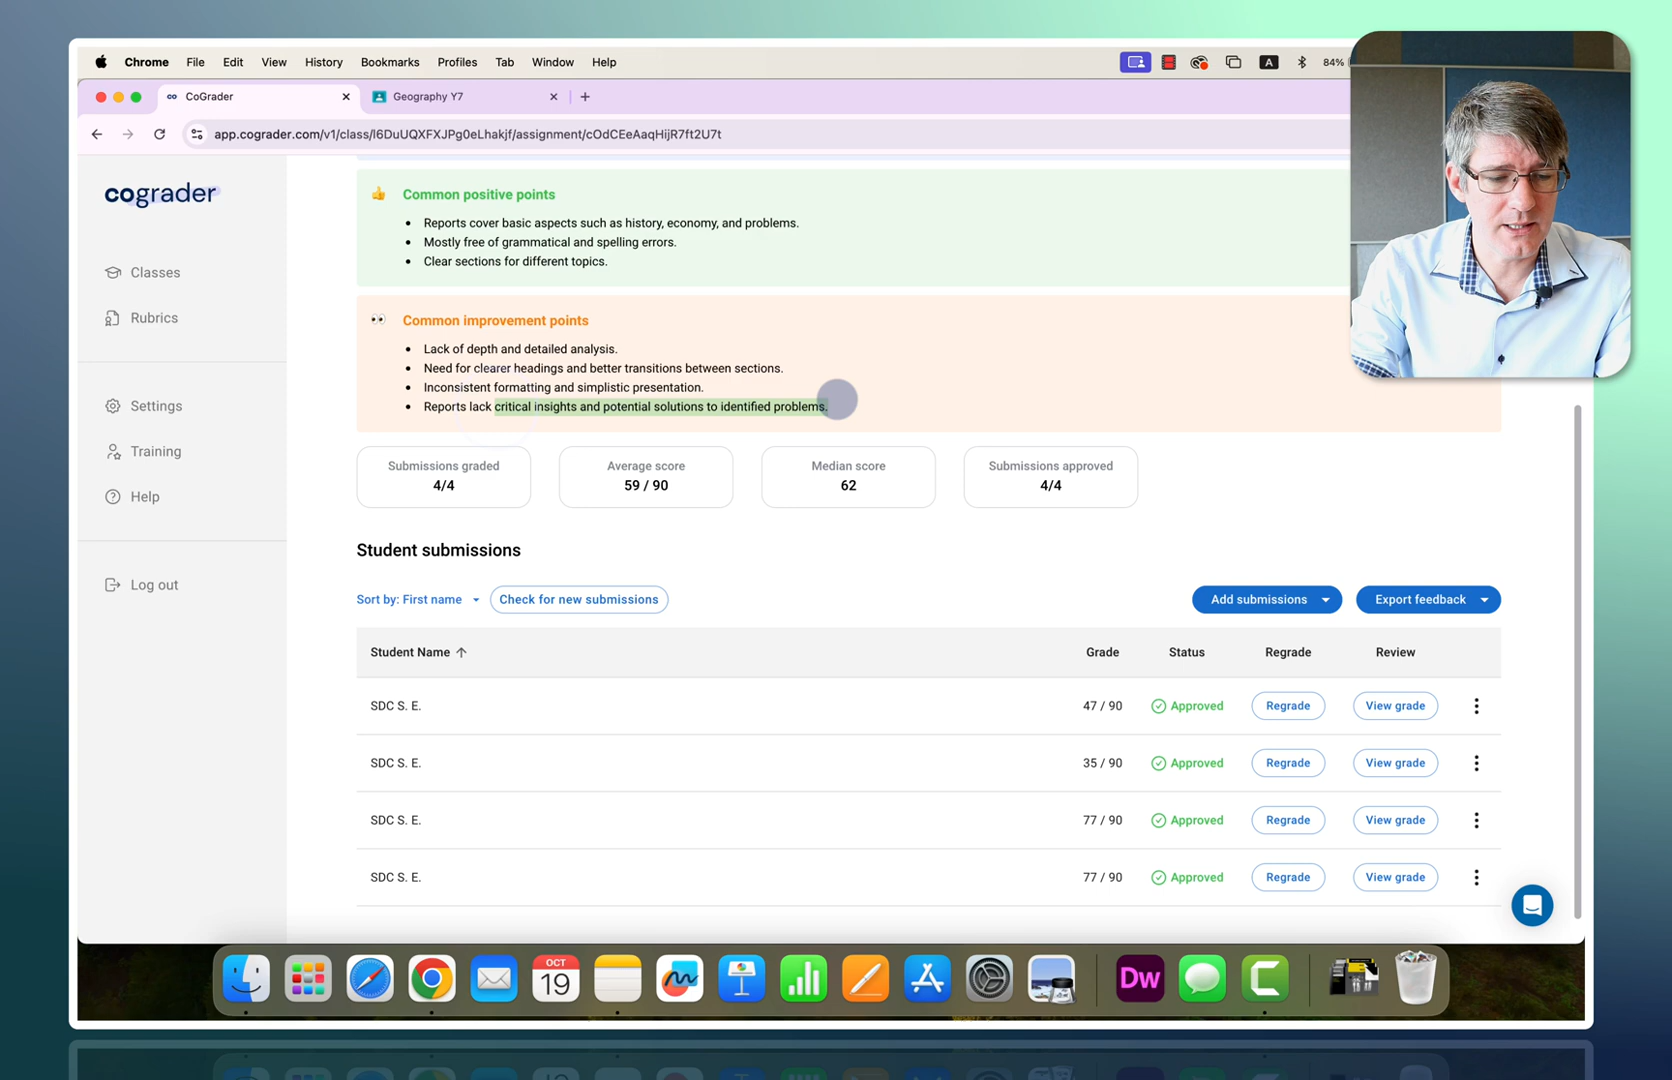 Chrome File Edit View History Bookmarks Profiles Tab Window Help A 84%
CoGrader Geography Y7
app.cograder.com/v1/class/l6DuUQXFXJPg0eLhakjf/assignment/cOdCEeAaqHijR7ft2U7t
cograder
Classes
Rubrics
Settings
Training
Help
Log out
Common positive points
Reports cover basic aspects such as history, economy, and problems.
Mostly free of grammatical and spelling errors.
Clear sections for different topics.
Common improvement points
Lack of depth and detailed analysis.
Need for clearer headings and better transitions between sections.
Inconsistent formatting and simplistic presentation.
Reports lack critical insights and potential solutions to identified problems.
Submissions graded
4/4
Average score
59 / 90
Median score
62
Submissions approved
4/4
Student submissions
Sort by: First name Check for new submissions Add submissions Export feedback
Student Name Grade Status Regrade Review
SDC S. E. 47 / 90 Approved Regrade View grade
SDC S. E. 35 / 90 Approved Regrade View grade
SDC S. E. 77 / 90 Approved Regrade View grade
SDC S. E. 77 / 90 Approved Regrade View grade
OCT
19
Dw